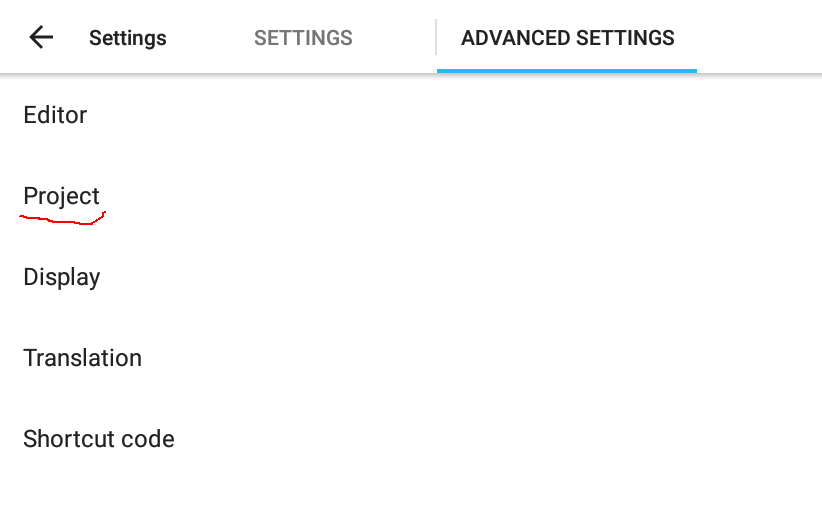 Settings SETTINGS ADVANCED SETTINGS
Editor
Project
Display
Translation
Shortcut code